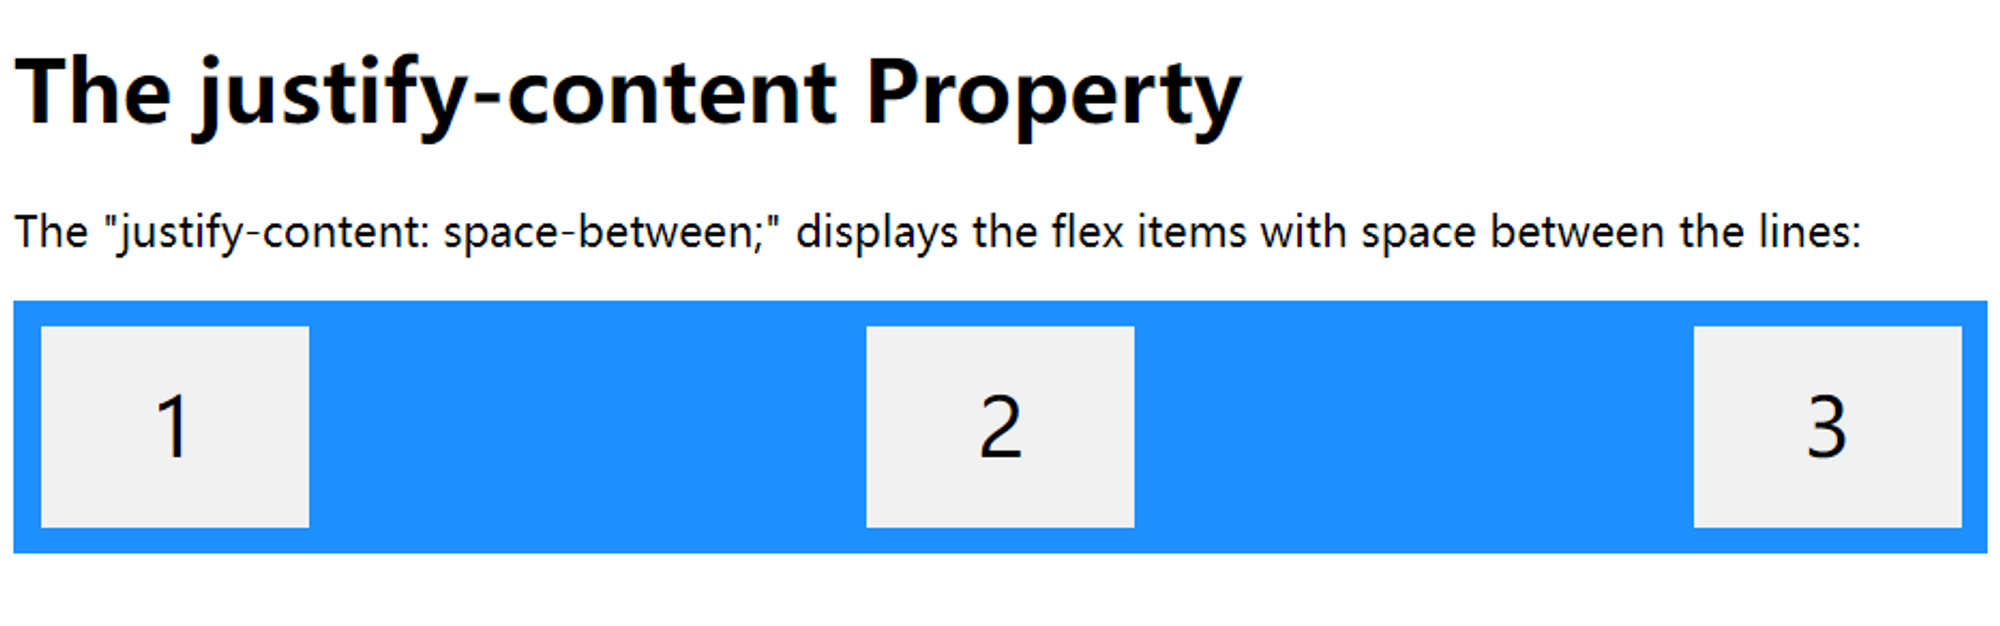 The justify-content Property
The "justify-content: space-between;" displays the flex items with space between the lines:
1 2 3